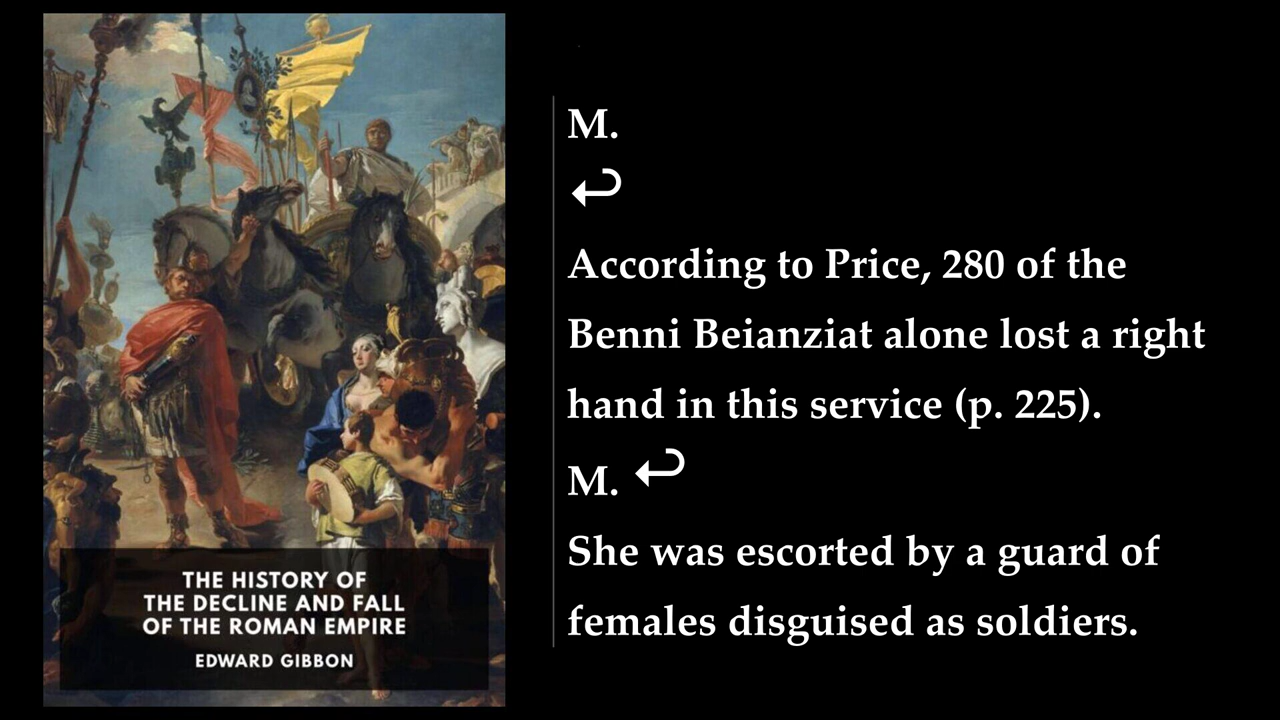 THE HISTORY OF
THE DECLINE AND FALL
OF THE ROMAN EMPIRE
EDWARD GIBBON
M.
↩
According to Price, 280 of the
Benni Beianziat alone lost a right
hand in this service (p. 225).
M. ↩
She was escorted by a guard of
females disguised as soldiers.